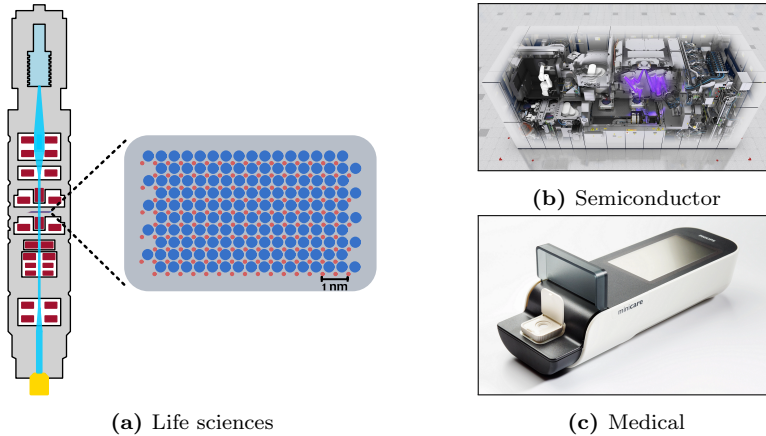 1 nm
(a) Life sciences
(b) Semiconductor
minicare
(c) Medical